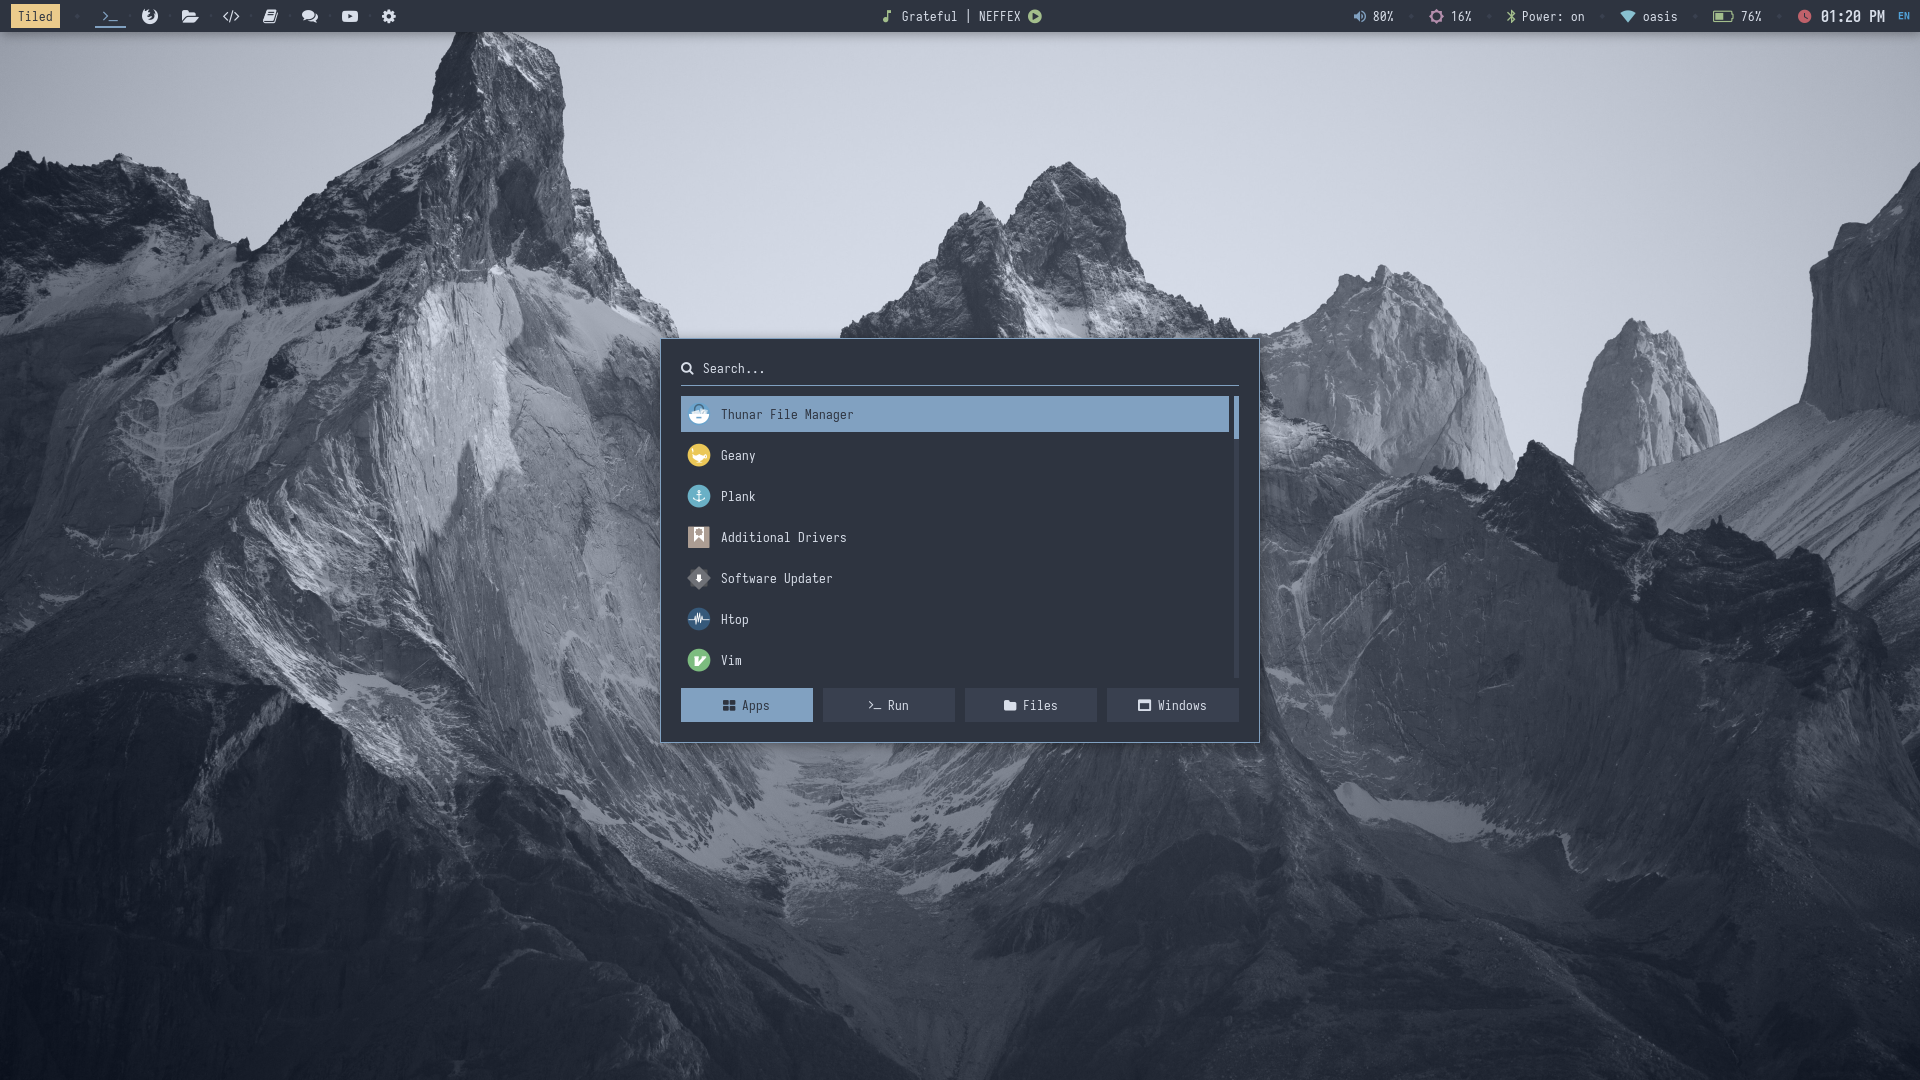 Tiled
Grateful | NEFFEX
80%
16%
Power: on
oasis
76%
01:20 PM
EN
Search...
Thunar File Manager
Geany
Plank
Additional Drivers
Software Updater
Htop
Vim
Apps
Run
Files
Windows